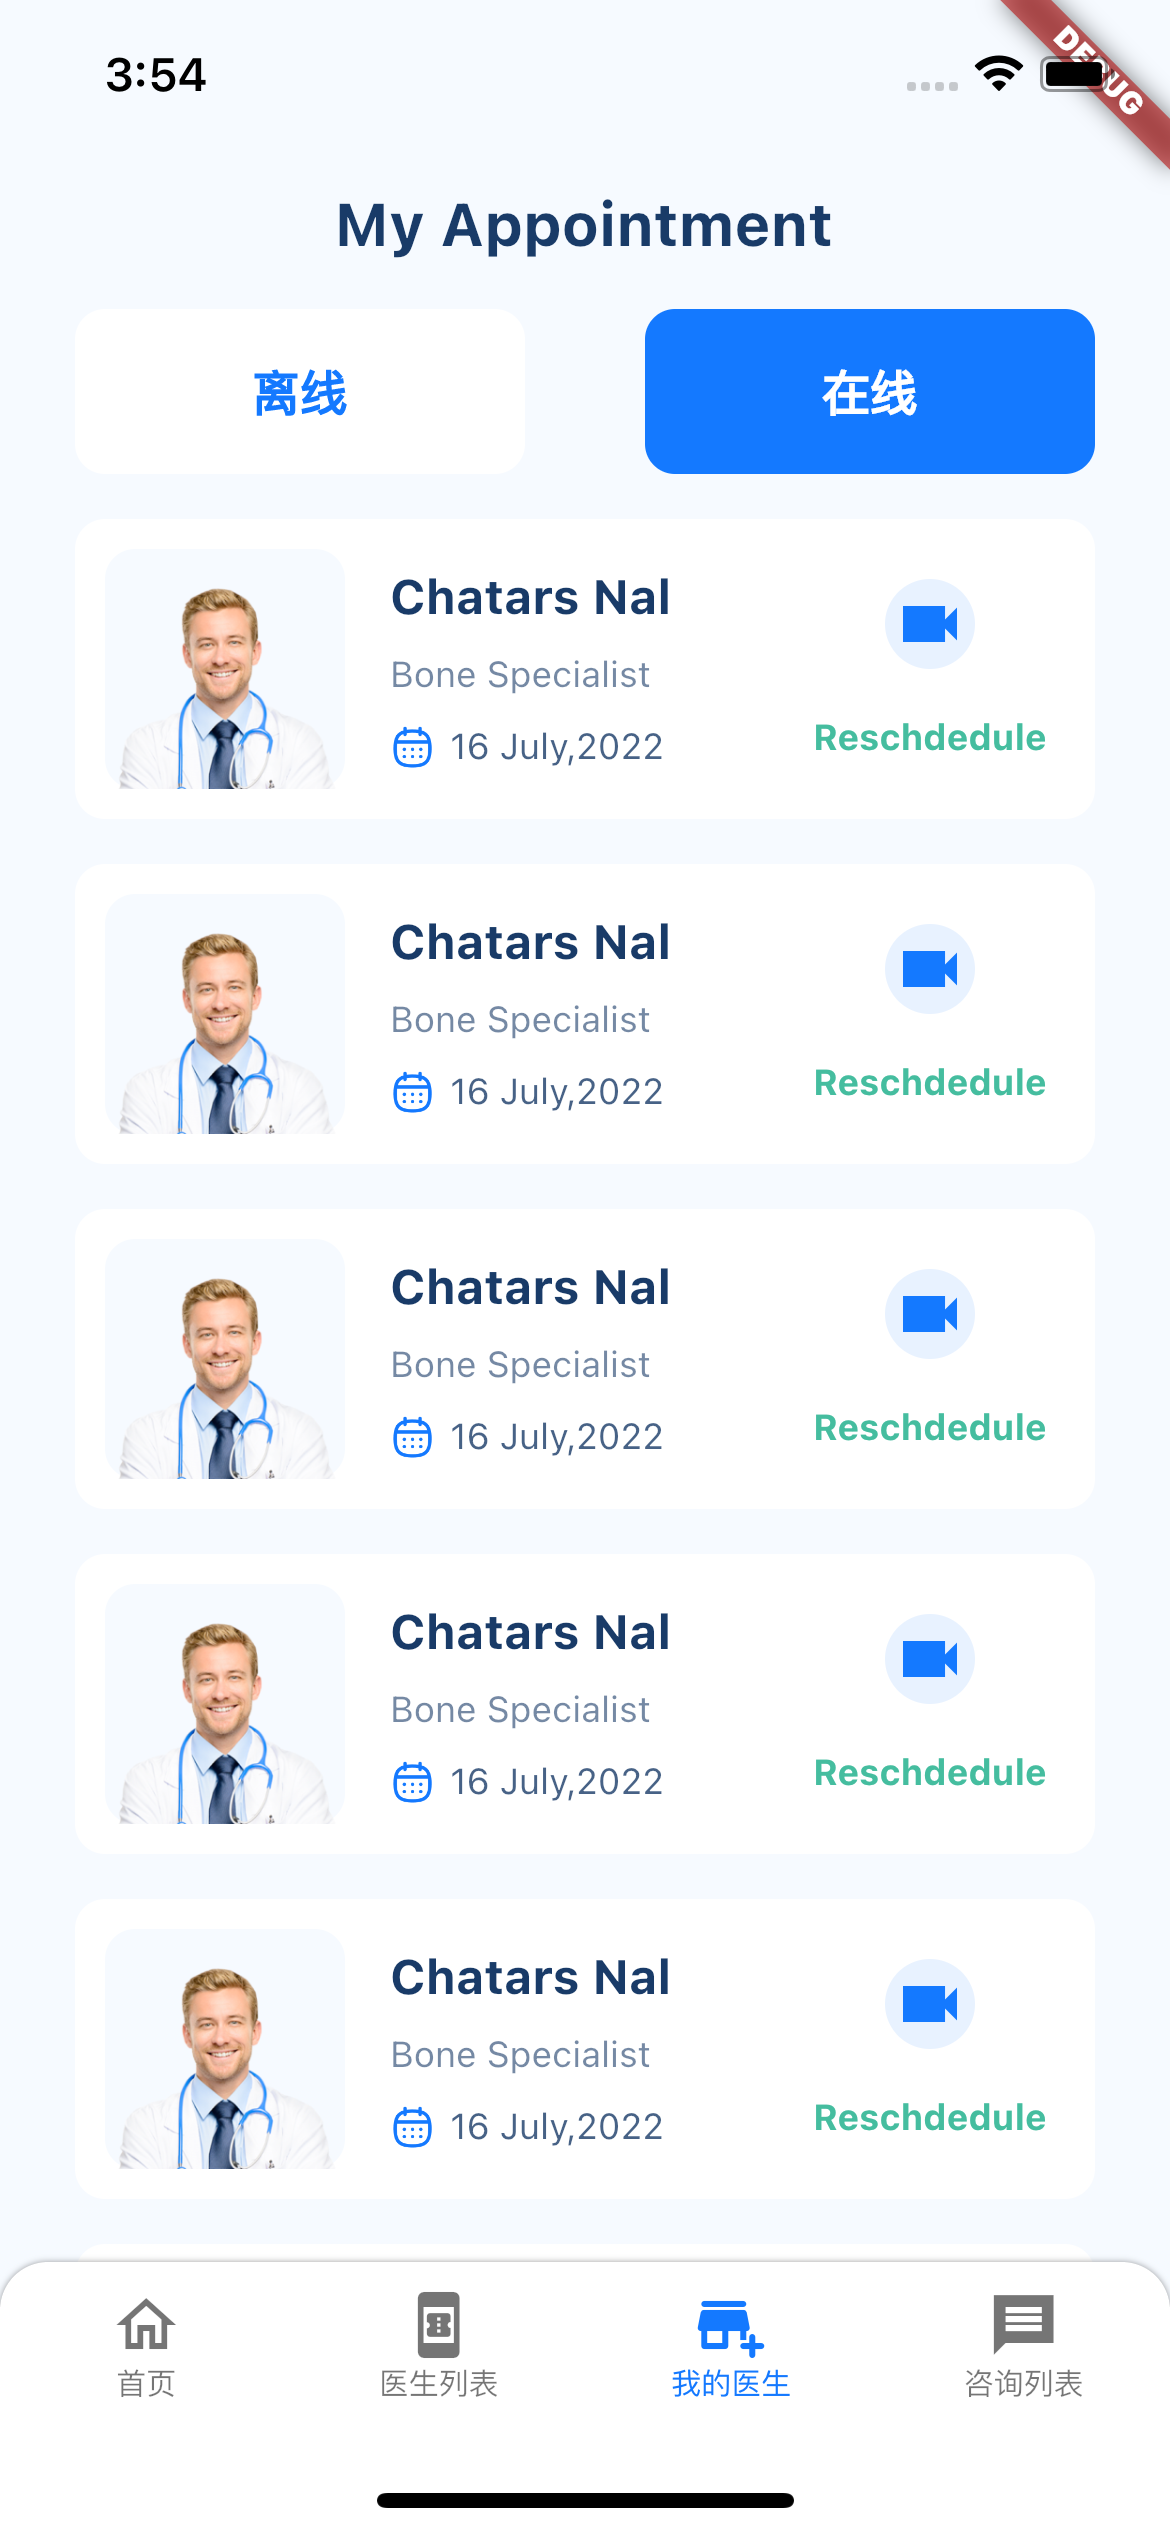 3:54
DEBUG
My Appointment
离线
在线
Chatars Nal
Bone Specialist
16 July,2022
Reschdedule
Chatars Nal
Bone Specialist
16 July,2022
Reschdedule
Chatars Nal
Bone Specialist
16 July,2022
Reschdedule
Chatars Nal
Bone Specialist
16 July,2022
Reschdedule
Chatars Nal
Bone Specialist
16 July,2022
Reschdedule
首页
医生列表
我的医生
咨询列表